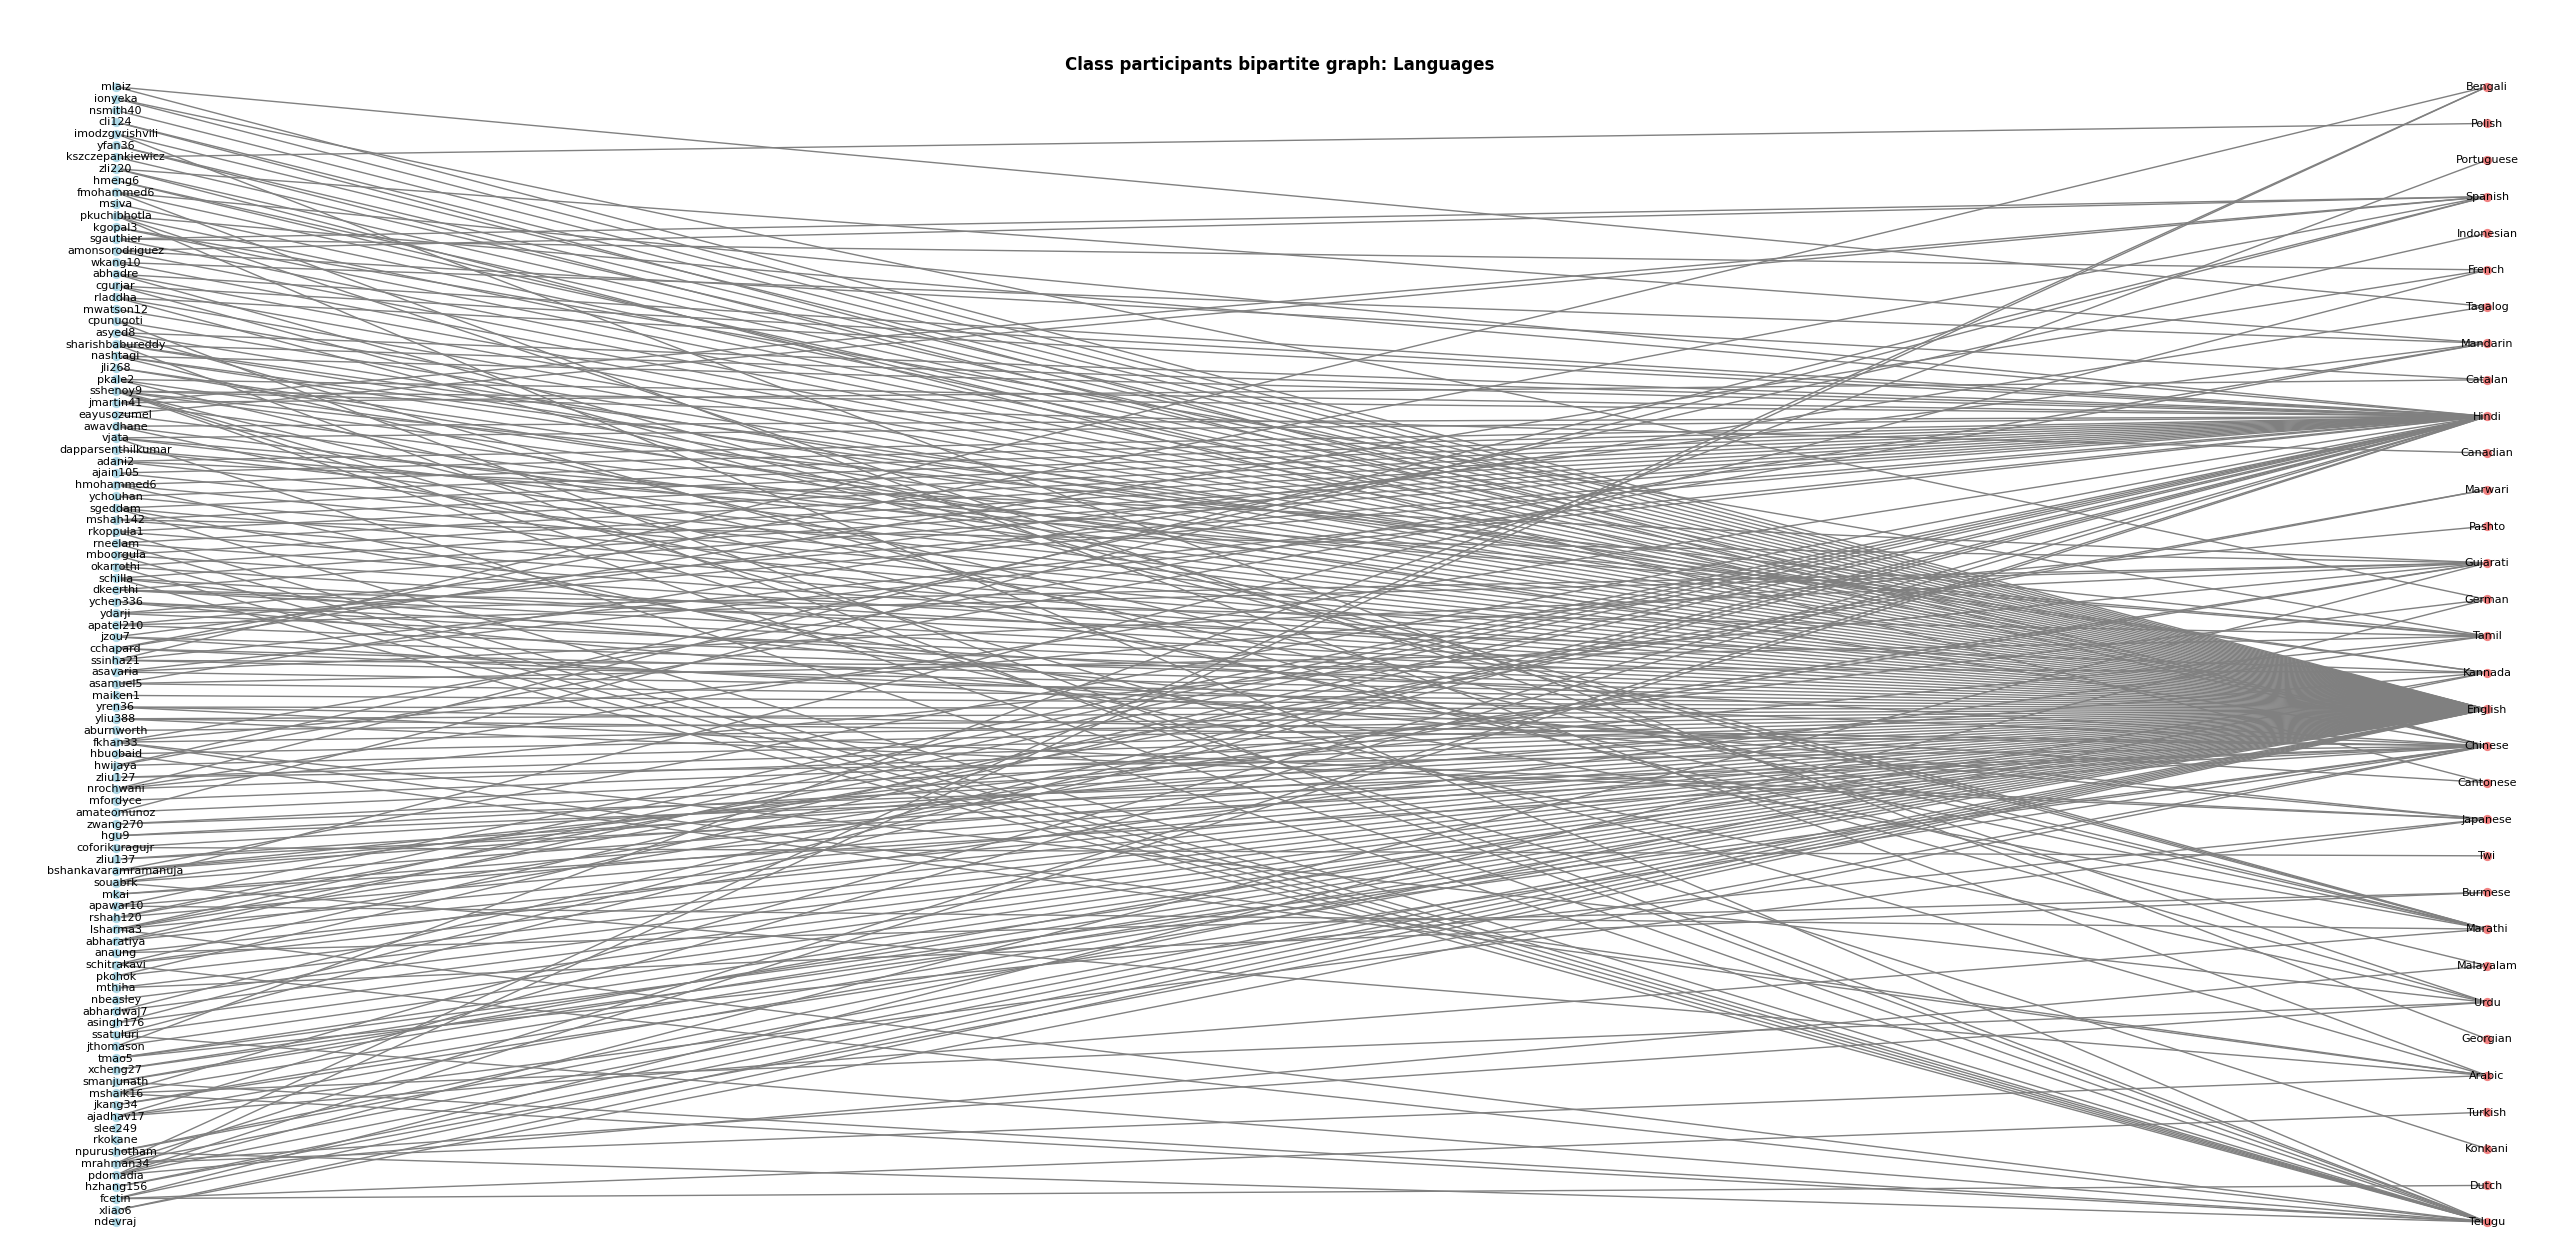 Class participants bipartite graph: Languages
mlaiz
ionyeka
nsmith40
cli124
imodzgvrishvili
yfan36
kszczepankiewicz
zli220
hmeng6
fmohammed6
msiva
pkuchibhotla
kgopal3
sgauthier
amonsorodriguez
wkang10
abhadre
cgurjar
rladdha
mwatson12
cpunugoti
asyed8
sharishbabureddy
nashtagl
jli268
pkale2
sshenoy9
jmartin41
eayusozumel
awavdhane
vjata
dapparsenthilkumar
adani2
ajain105
hmohammed6
ychouhan
sgeddam
mshah142
rkoppula1
rneelam
mboorgula
okarrothi
schilla
dkeerthi
ychen336
ydarji
apatel210
jzou7
cchapard
ssinha21
asavaria
asamuel5
maiken1
yren36
yliu388
aburnworth
fkhan33
hbuobaid
hwijaya
zliu127
nrochwani
mfordyce
amateomunoz
zwang270
hgu9
coforikuragujr
zliu137
bshankavaramramanuja
souabrk
mkai
apawar10
rshah120
lsharma3
abharatiya
anaung
schitrakavi
pkohok
mthiha
nbeasley
abhardwaj7
asingh176
ssatuluri
jthomason
tmao5
xcheng27
smanjunath
mshaik16
jkang34
ajadhav17
slee249
rkokane
npurushotham
mrahman34
pdomadia
hzhang156
fcetin
xliao6
ndevraj
Bengali
Polish
Portuguese
Spanish
Indonesian
French
Tagalog
Mandarin
Catalan
Hindi
Canadian
Marwari
Pashto
Gujarati
German
Tamil
Kannada
English
Chinese
Cantonese
Japanese
Twi
Burmese
Marathi
Malayalam
Urdu
Georgian
Arabic
Turkish
Konkani
Dutch
Telugu